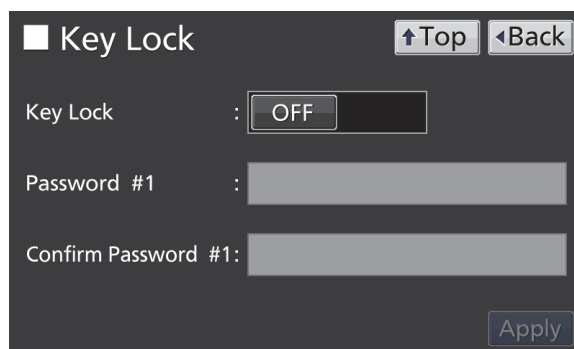 Key Lock
Top
Back
Key Lock :
OFF
Password #1 :
Confirm Password #1:
Apply